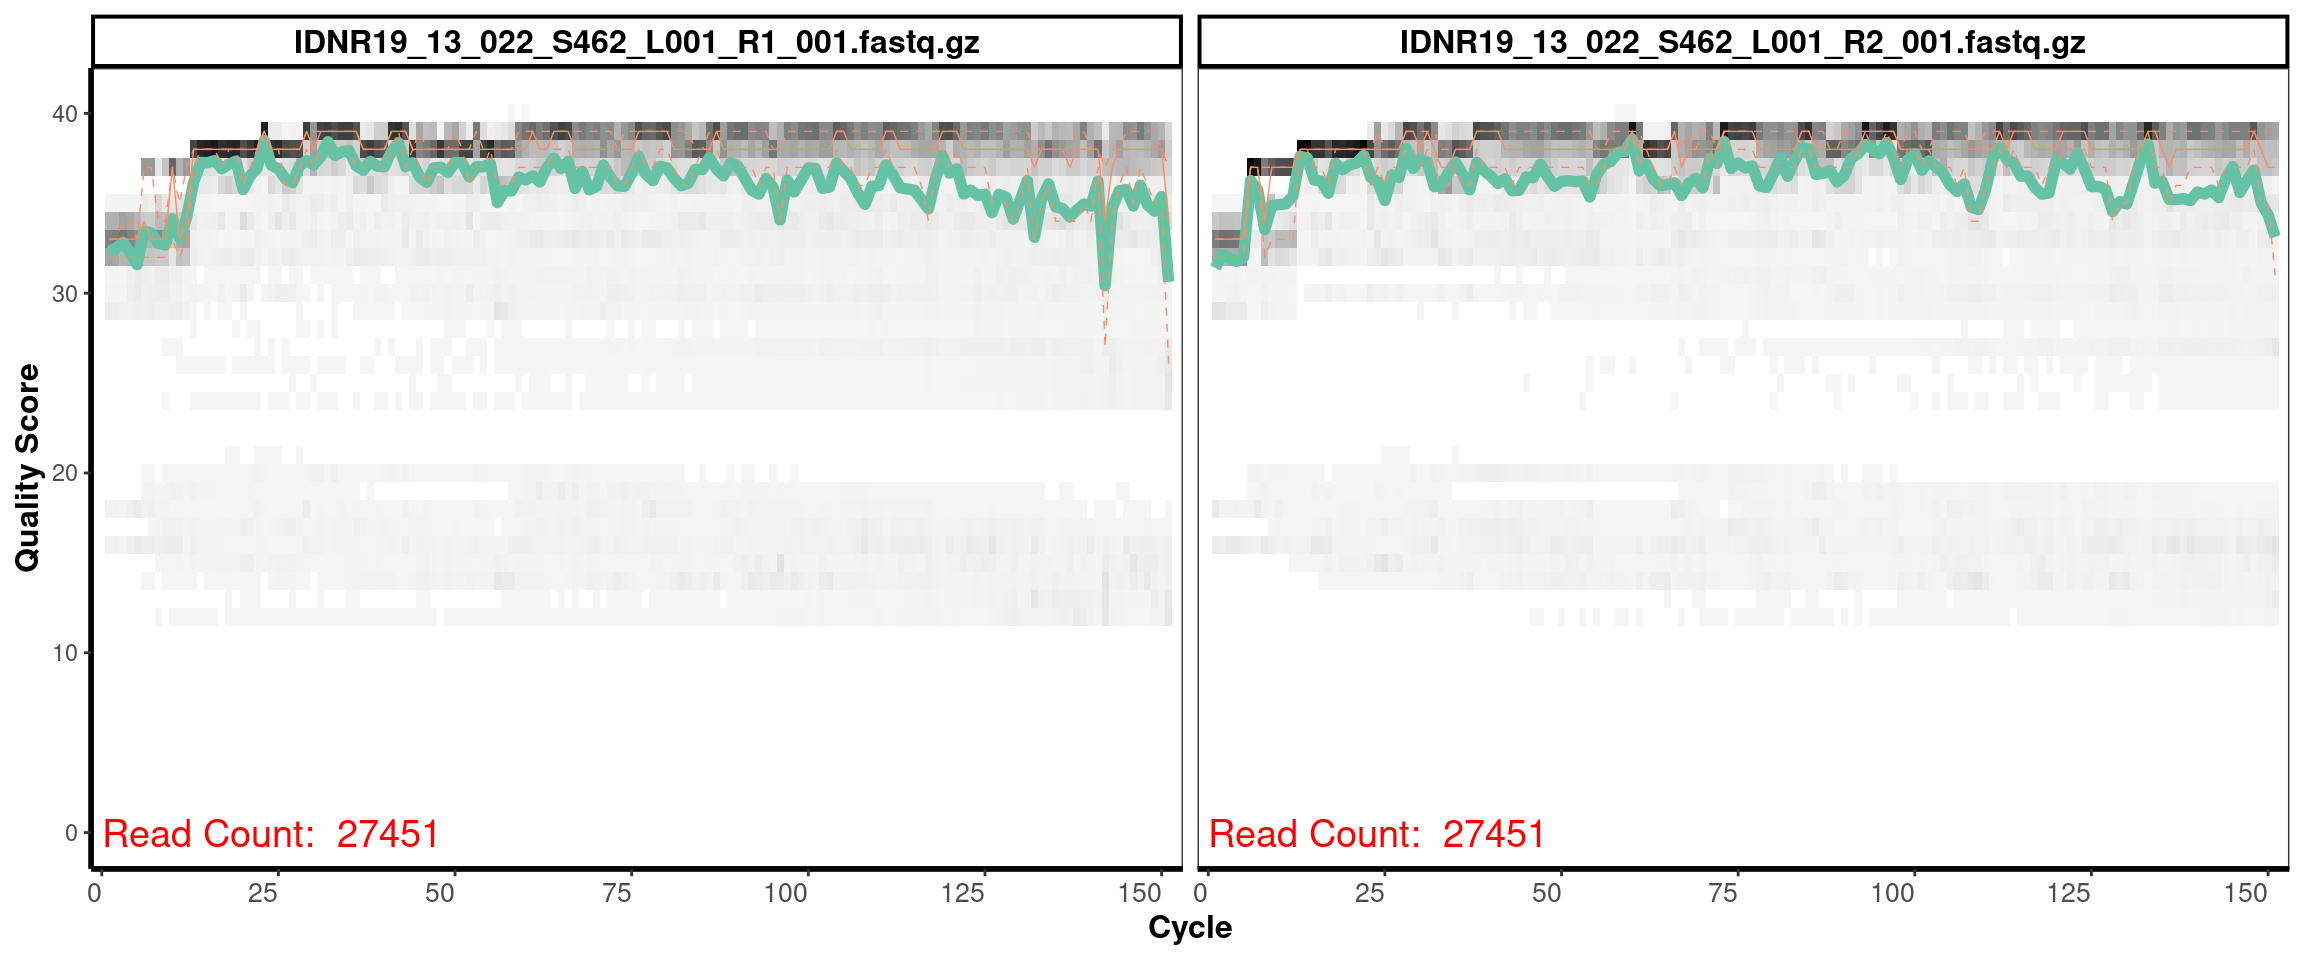 IDNR19_13_022_S462_L001_R1_001.fastq.gz
IDNR19_13_022_S462_L001_R2_001.fastq.gz
Quality Score
40
30
20
10
0
Read Count: 27451
Read Count: 27451
0 25 50 75 100 125 150
0 25 50 75 100 125 150
Cycle